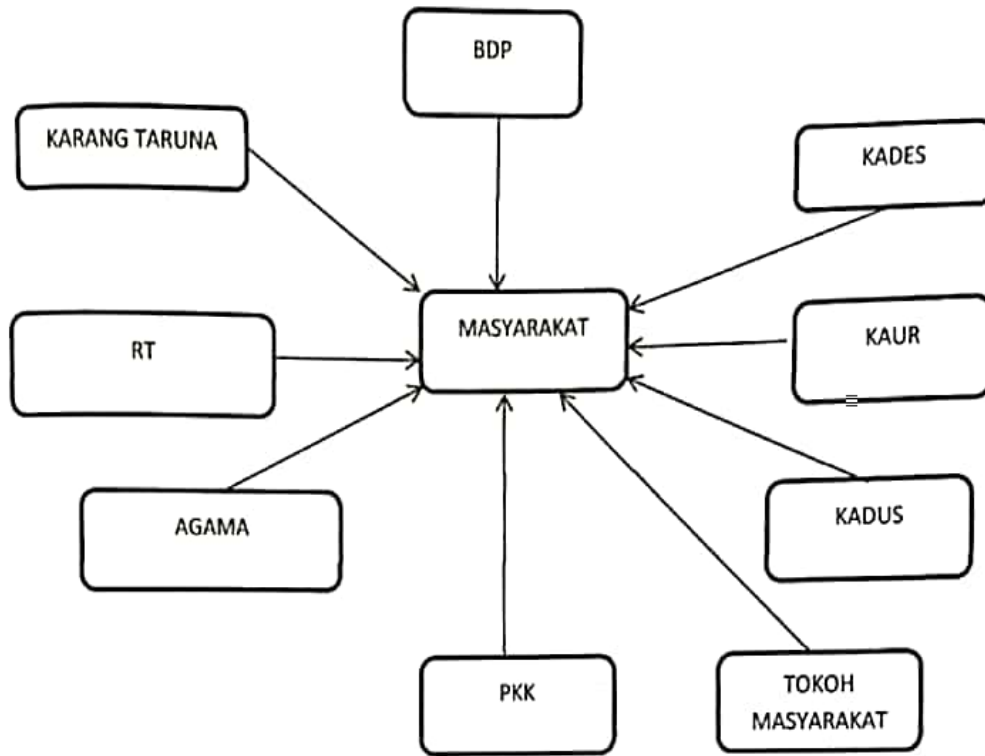 BDP
KARANG TARUNA
KADES
MASYARAKAT
RT
KAUR
AGAMA
KADUS
PKK
TOKOH
MASYARAKAT